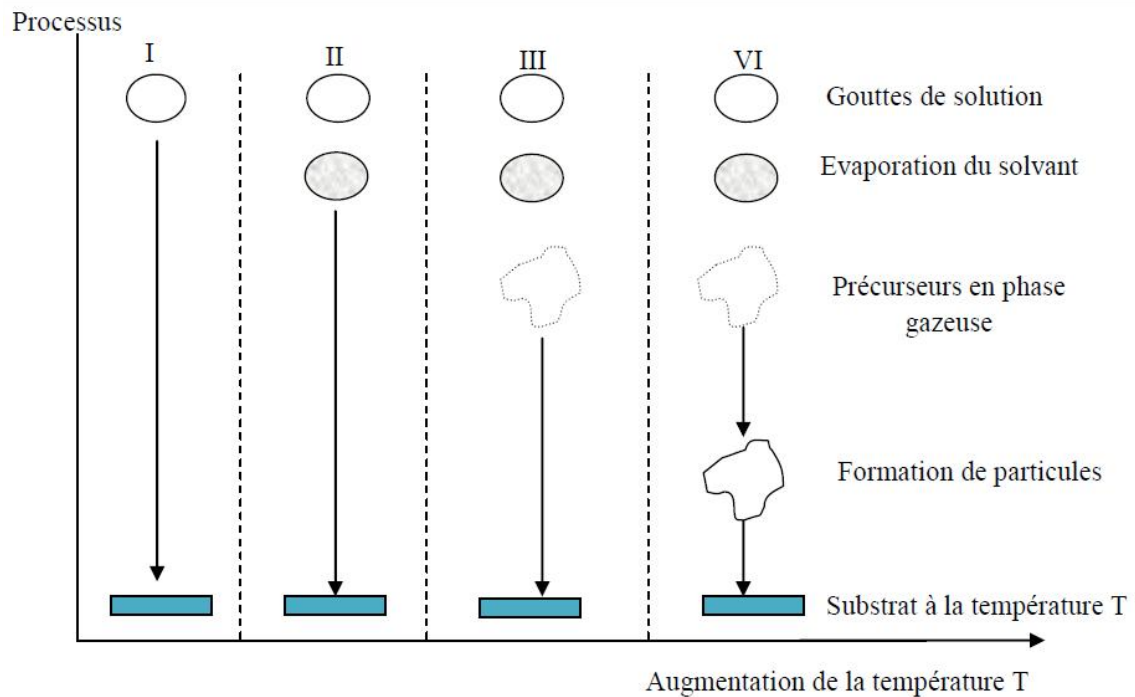 Processus
I
II
III
VI
Gouttes de solution
Evaporation du solvant
Précurseurs en phase
gazeuse
Formation de particules
Substrat à la température T
Augmentation de la température T